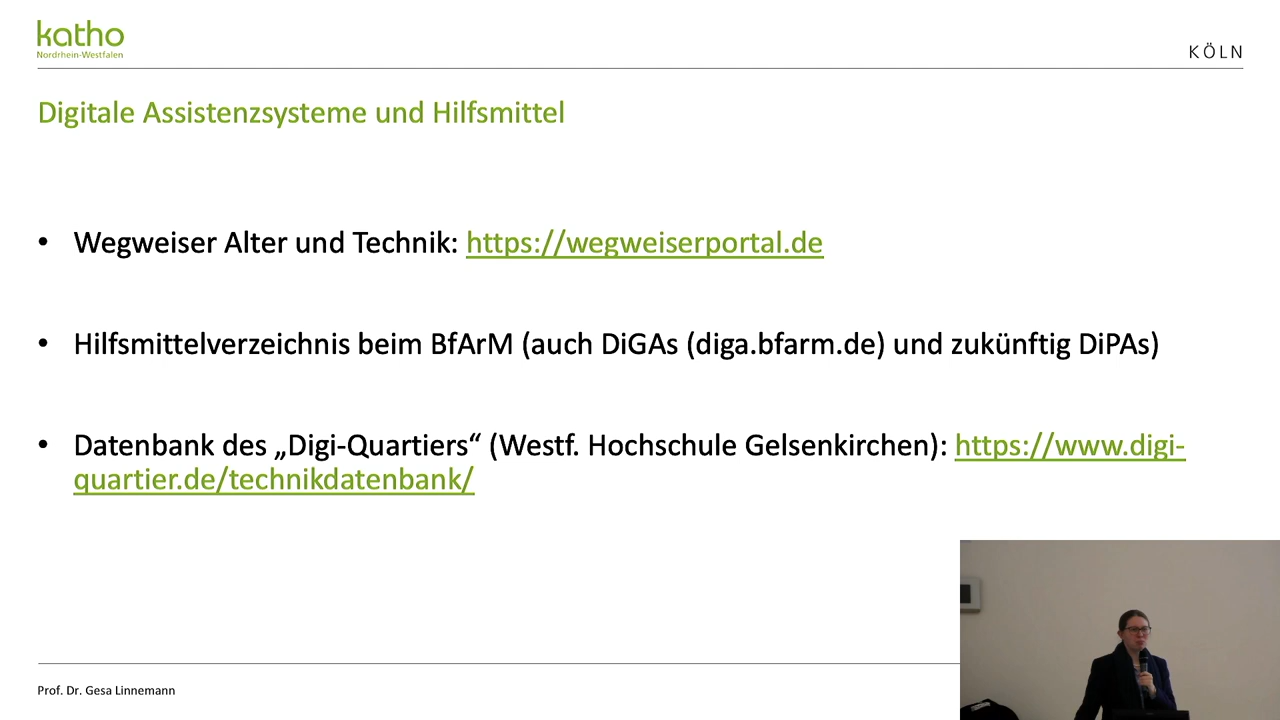 katho
Nordrhein-Westfalen
KÖLN
Digitale Assistenzsysteme und Hilfsmittel
• Wegweiser Alter und Technik: https://wegweiserportal.de
• Hilfsmittelverzeichnis beim BfArM (auch DiGAs (diga.bfarm.de) und zukünftig DiPAs)
• Datenbank des „Digi-Quartiers“ (Westf. Hochschule Gelsenkirchen): https://www.digi-
quartier.de/technikdatenbank/
Prof. Dr. Gesa Linnemann